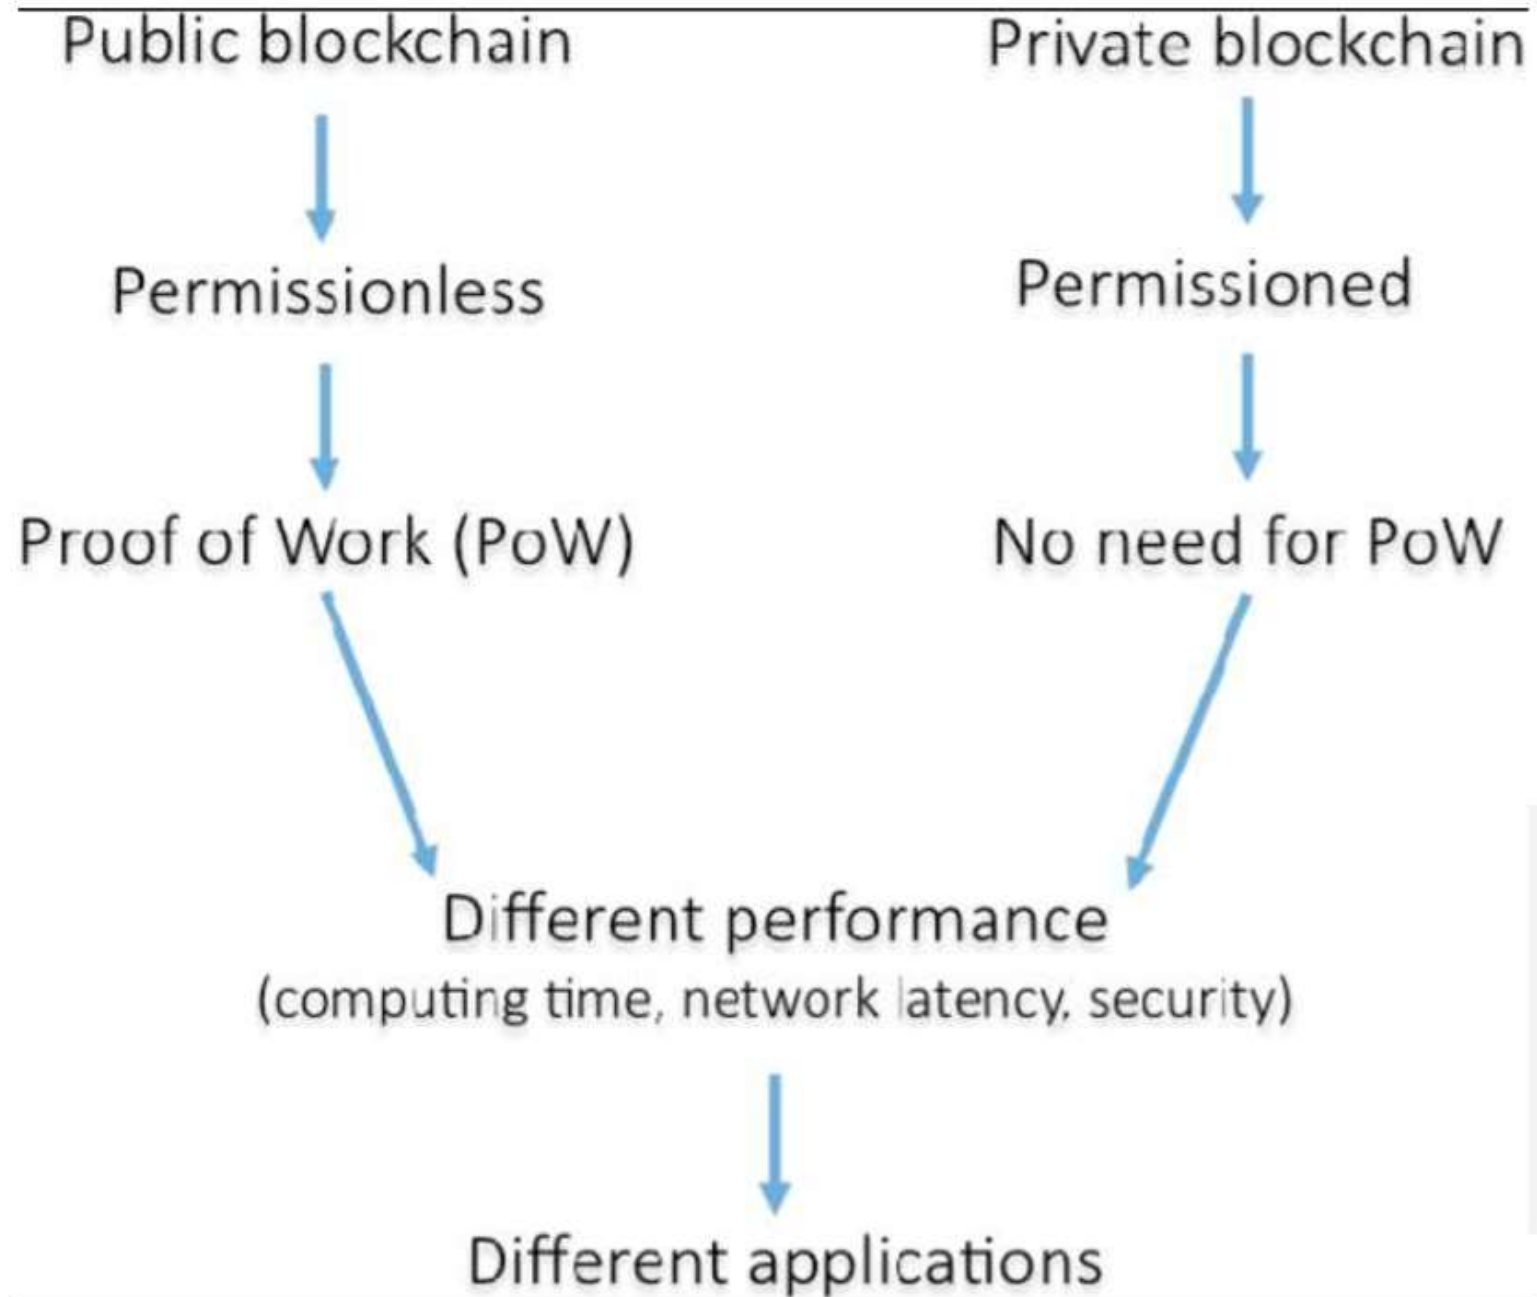 Public blockchain
Private blockchain
Permissionless
Permissioned
Proof of Work (PoW)
No need for PoW
Different performance
(computing time, network latency, security)
Different applications